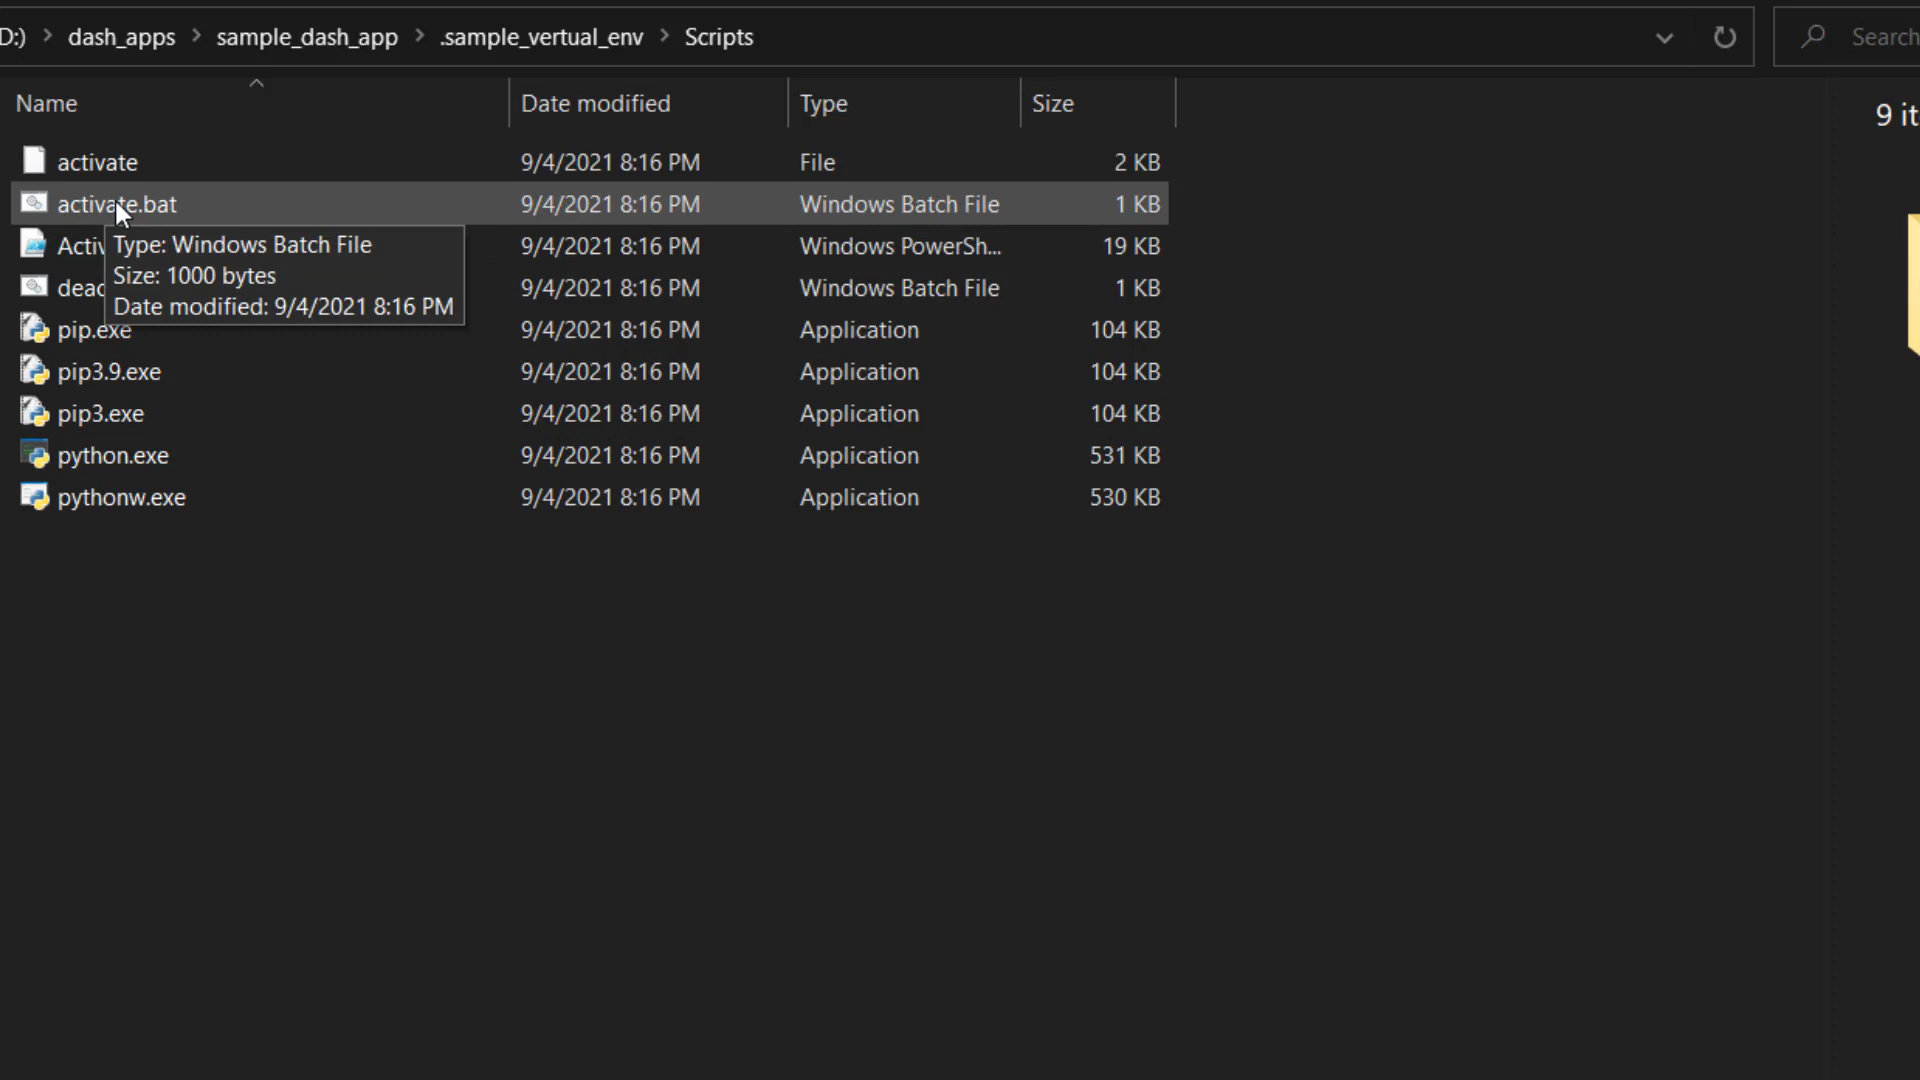 D:) > dash_apps > sample_dash_app > .sample_vertual_env > Scripts
Search
Name Date modified Type Size
9 it
activate 9/4/2021 8:16 PM File 2 KB
activate.bat 9/4/2021 8:16 PM Windows Batch File 1 KB
Activ 9/4/2021 8:16 PM Windows PowerSh... 19 KB
Type: Windows Batch File
Size: 1000 bytes
Date modified: 9/4/2021 8:16 PM
deac 9/4/2021 8:16 PM Windows Batch File 1 KB
pip.exe 9/4/2021 8:16 PM Application 104 KB
pip3.9.exe 9/4/2021 8:16 PM Application 104 KB
pip3.exe 9/4/2021 8:16 PM Application 104 KB
python.exe 9/4/2021 8:16 PM Application 531 KB
pythonw.exe 9/4/2021 8:16 PM Application 530 KB